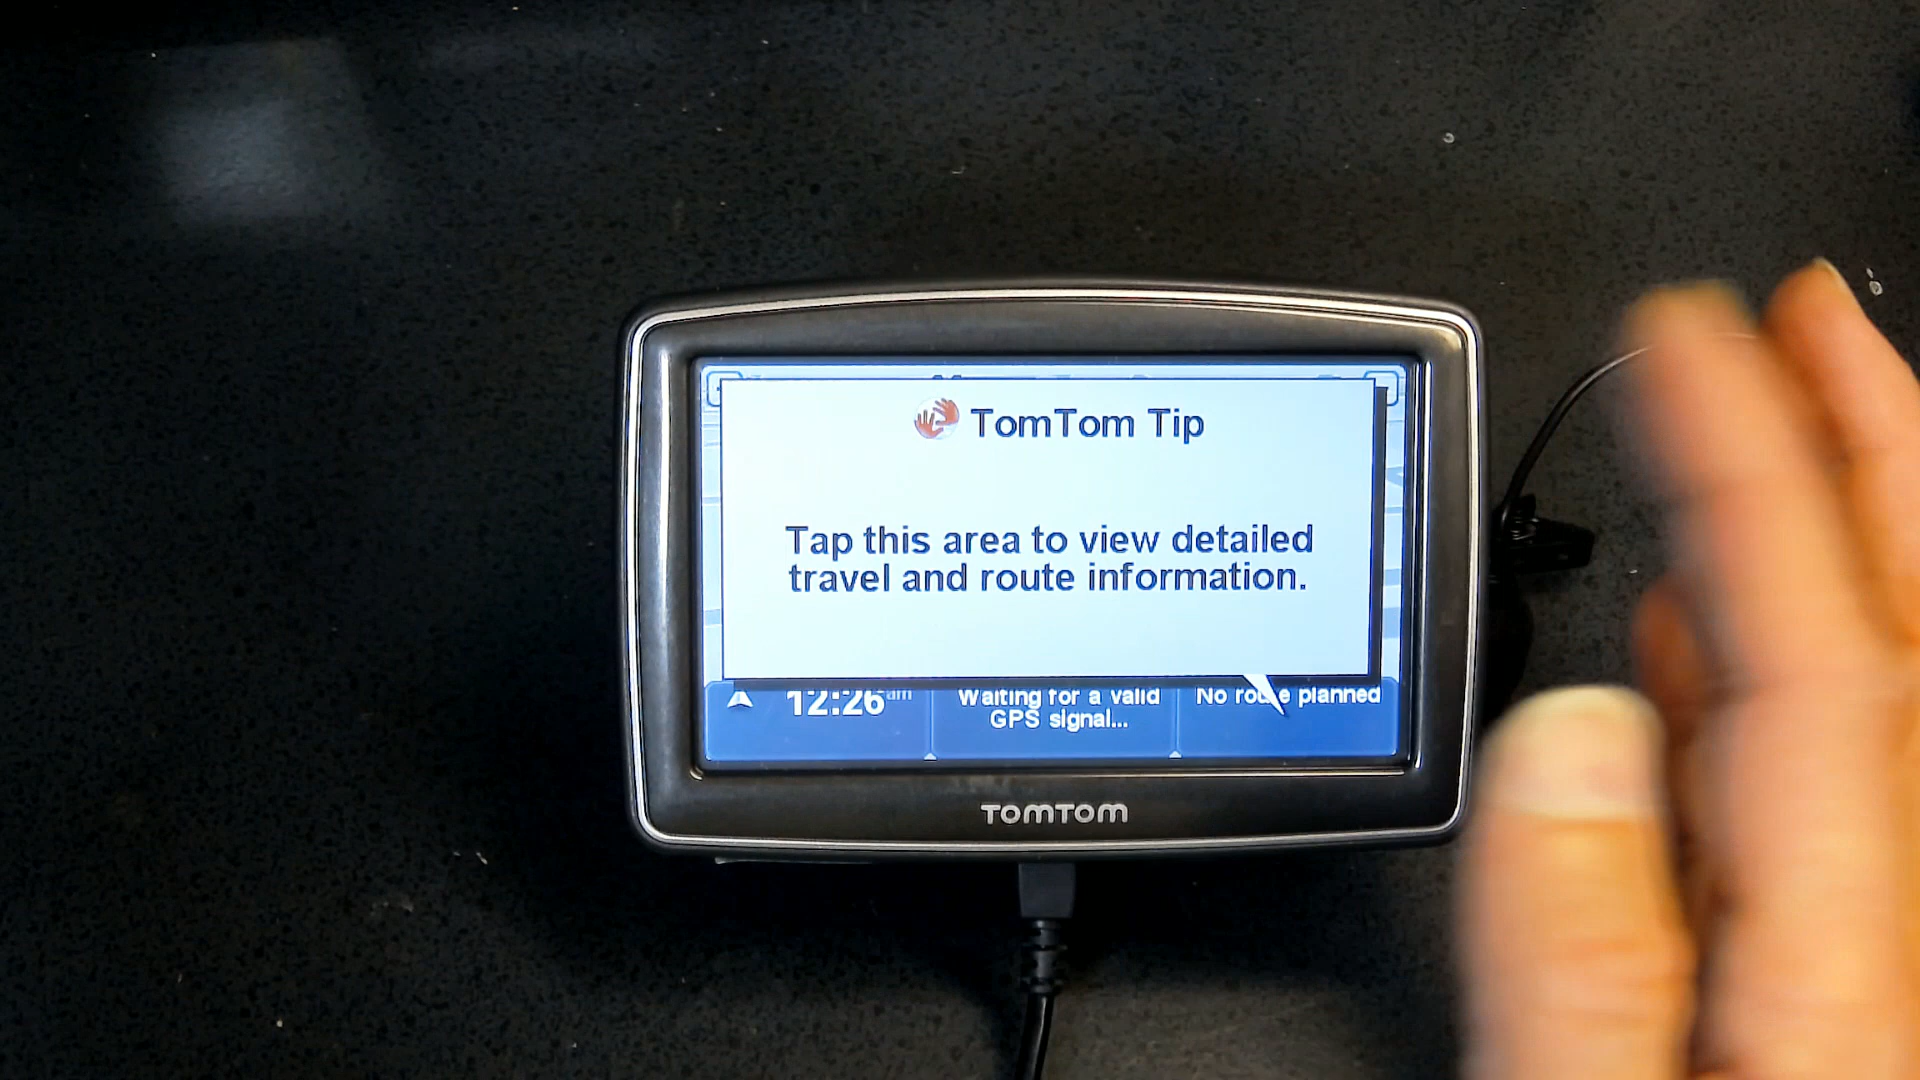 TomTom Tip
Tap this area to view detailed
travel and route information.
12:26am
Waiting for a valid
GPS signal...
No route planned
TOMTOM